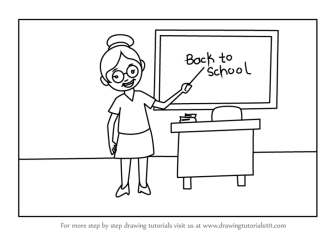 Back to
School
For more step by step drawing tutorials visit us at www.drawingtutorials101.com